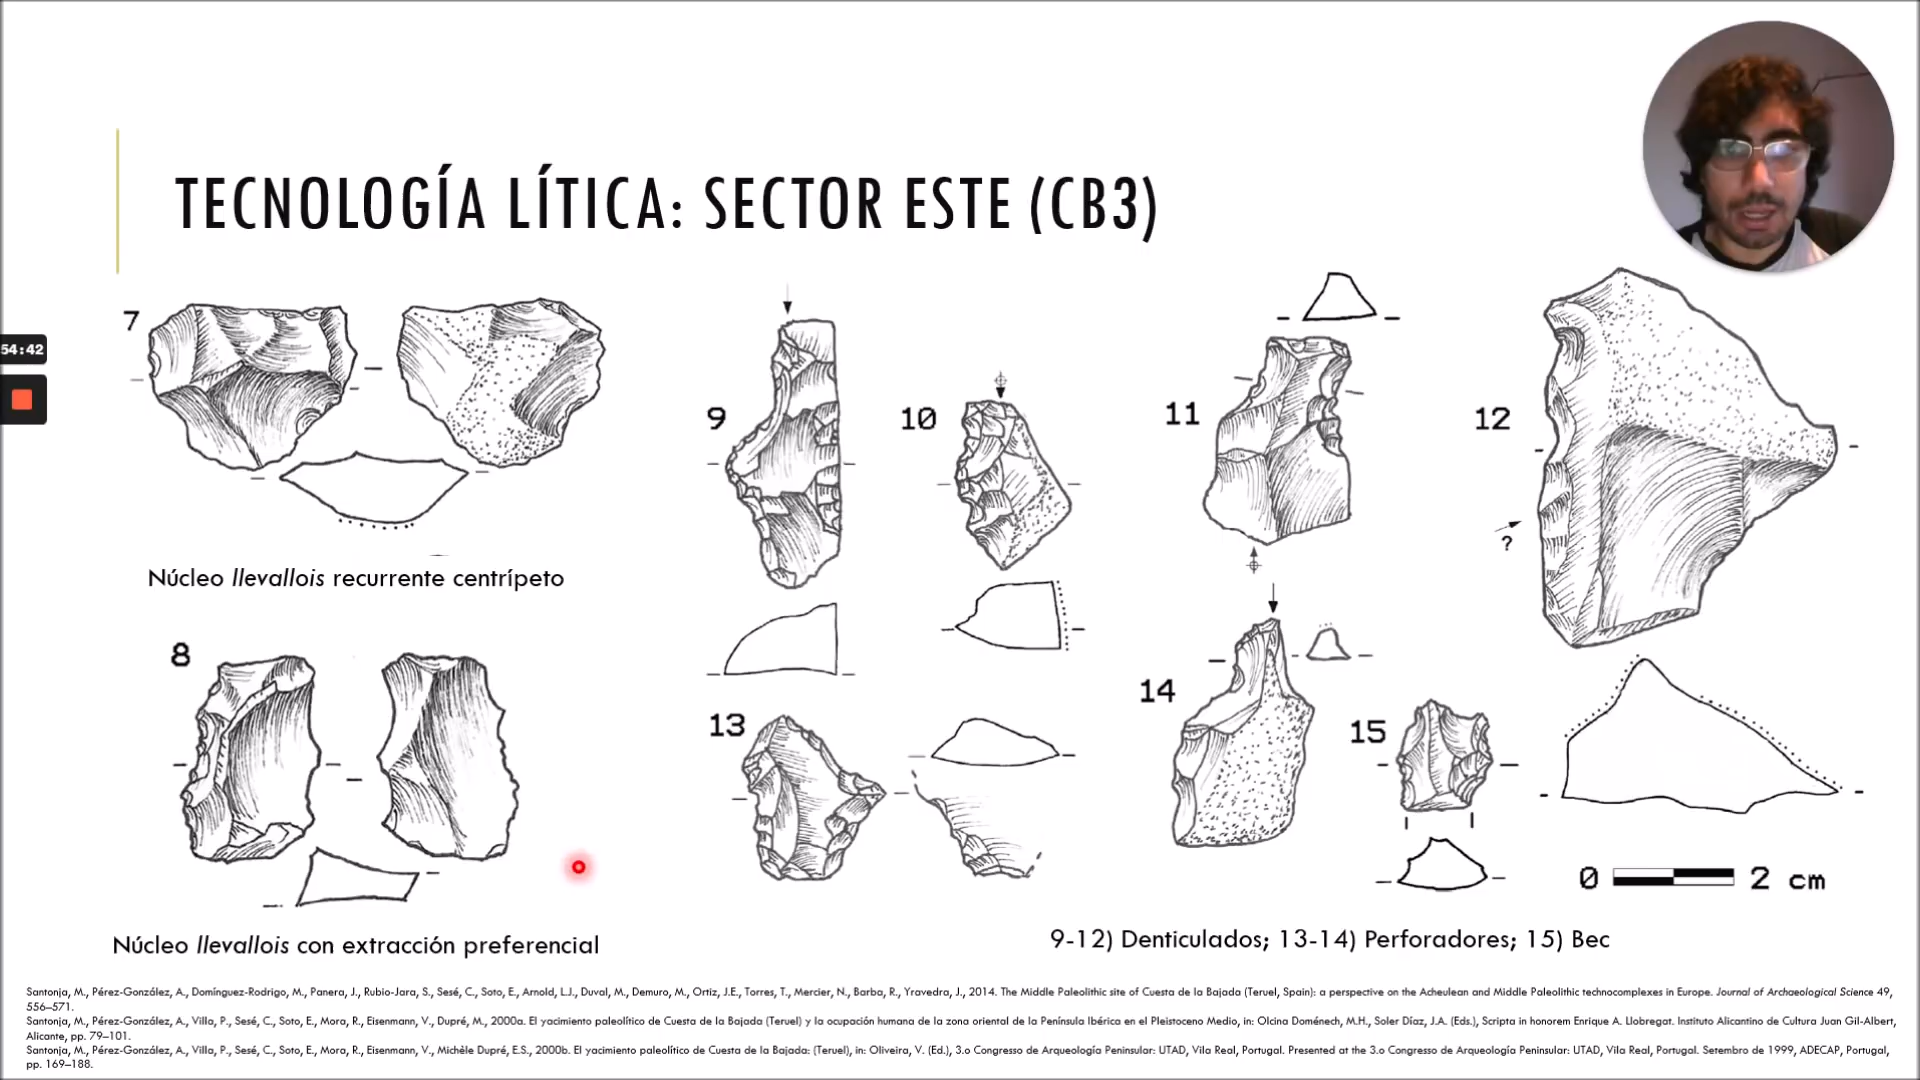 TECNOLOGÍA LÍTICA: SECTOR ESTE (CB3)
54:42
7
Núcleo llevallois recurrente centrípeto
8
Núcleo llevallois con extracción preferencial
9
10
11
12
?
13
14
15
0 2 cm
9-12) Denticulados; 13-14) Perforadores; 15) Bec
Santonja, M., Pérez-González, A., Domínguez-Rodrigo, M., Panera, J., Rubio-Jara, S., Sesé, C., Soto, E., Arnold, L.J., Duval, M., Demuro, M., Ortiz, J.E., Torres, T., Mercier, N., Barba, R., Yravedra, J., 2014. The Middle Paleolithic site of Cuesta de la Bajada (Teruel, Spain): a perspective on the Acheulean and Middle Paleolithic technocomplexes in Europe. Journal of Archaeological Science 49,
556–571.
Santonja, M., Pérez-González, A., Villa, P., Sesé, C., Soto, E., Mora, R., Eisenmann, V., Dupré, M., 2000a. El yacimiento paleolítico de Cuesta de la Bajada (Teruel) y la ocupación humana de la zona oriental de la Península Ibérica en el Pleistoceno Medio, in: Olcina Doménech, M.H., Soler Díaz, J.A. (Eds.), Scripta in honorem Enrique A. Llobregat. Instituto Alicantino de Cultura Juan Gil-Albert,
Alicante, pp. 79–101.
Santonja, M., Pérez-González, A., Villa, P., Sesé, C., Soto, E., Mora, R., Eisenmann, V., Michèle Dupré, E.S., 2000b. El yacimiento paleolítico de Cuesta de la Bajada: (Teruel), in: Oliveira, V. (Ed.), 3.o Congresso de Arqueología Peninsular: UTAD, Vila Real, Portugal. Presented at the 3.o Congresso de Arqueología Peninsular: UTAD, Vila Real, Portugal. Setembro de 1999, ADECAP, Portugal,
pp. 169–188.